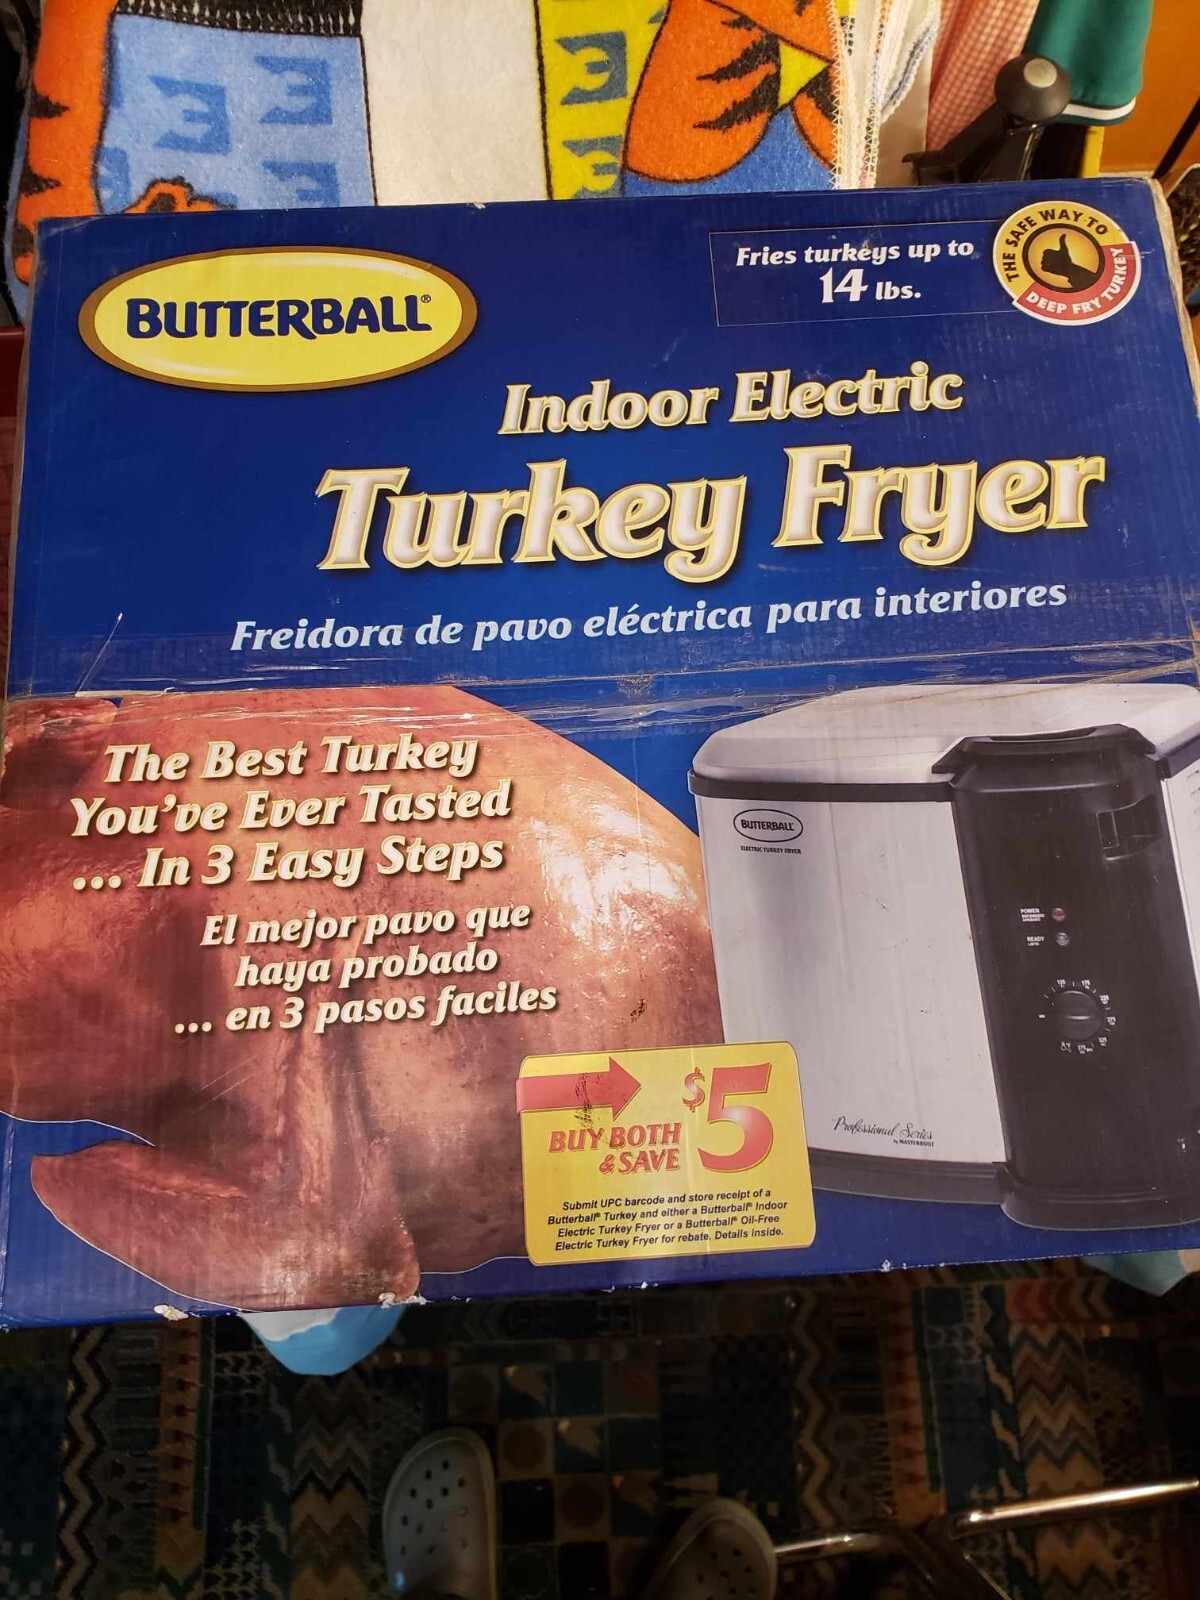 BUTTERBALL®
Fries turkeys up to
14 lbs.
THE SAFE WAY TO
DEEP FRY TURKEY
Indoor Electric
Turkey Fryer
Freidora de pavo eléctrica para interiores
The Best Turkey
You've Ever Tasted
... In 3 Easy Steps
El mejor pavo que
haya probado
... en 3 pasos faciles
BUTTERBALL
ELECTRIC TURKEY FRYER
POWER
READY
Professional Series
by MASTERBUILT
BUY BOTH
& SAVE
$5
Submit UPC barcode and store receipt of a
Butterball® Turkey and either a Butterball® Indoor
Electric Turkey Fryer or a Butterball® Oil-Free
Electric Turkey Fryer for rebate. Details inside.